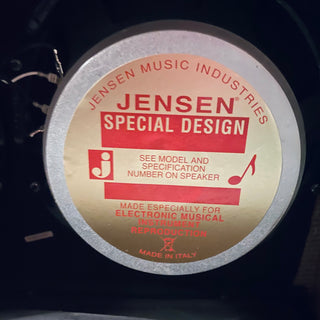 JENSEN MUSIC INDUSTRIES
JENSEN®
SPECIAL DESIGN
j
SEE MODEL AND
SPECIFICATION
NUMBER ON SPEAKER
MADE ESPECIALLY FOR
ELECTRONIC MUSICAL
INSTRUMENT
REPRODUCTION
MADE IN ITALY